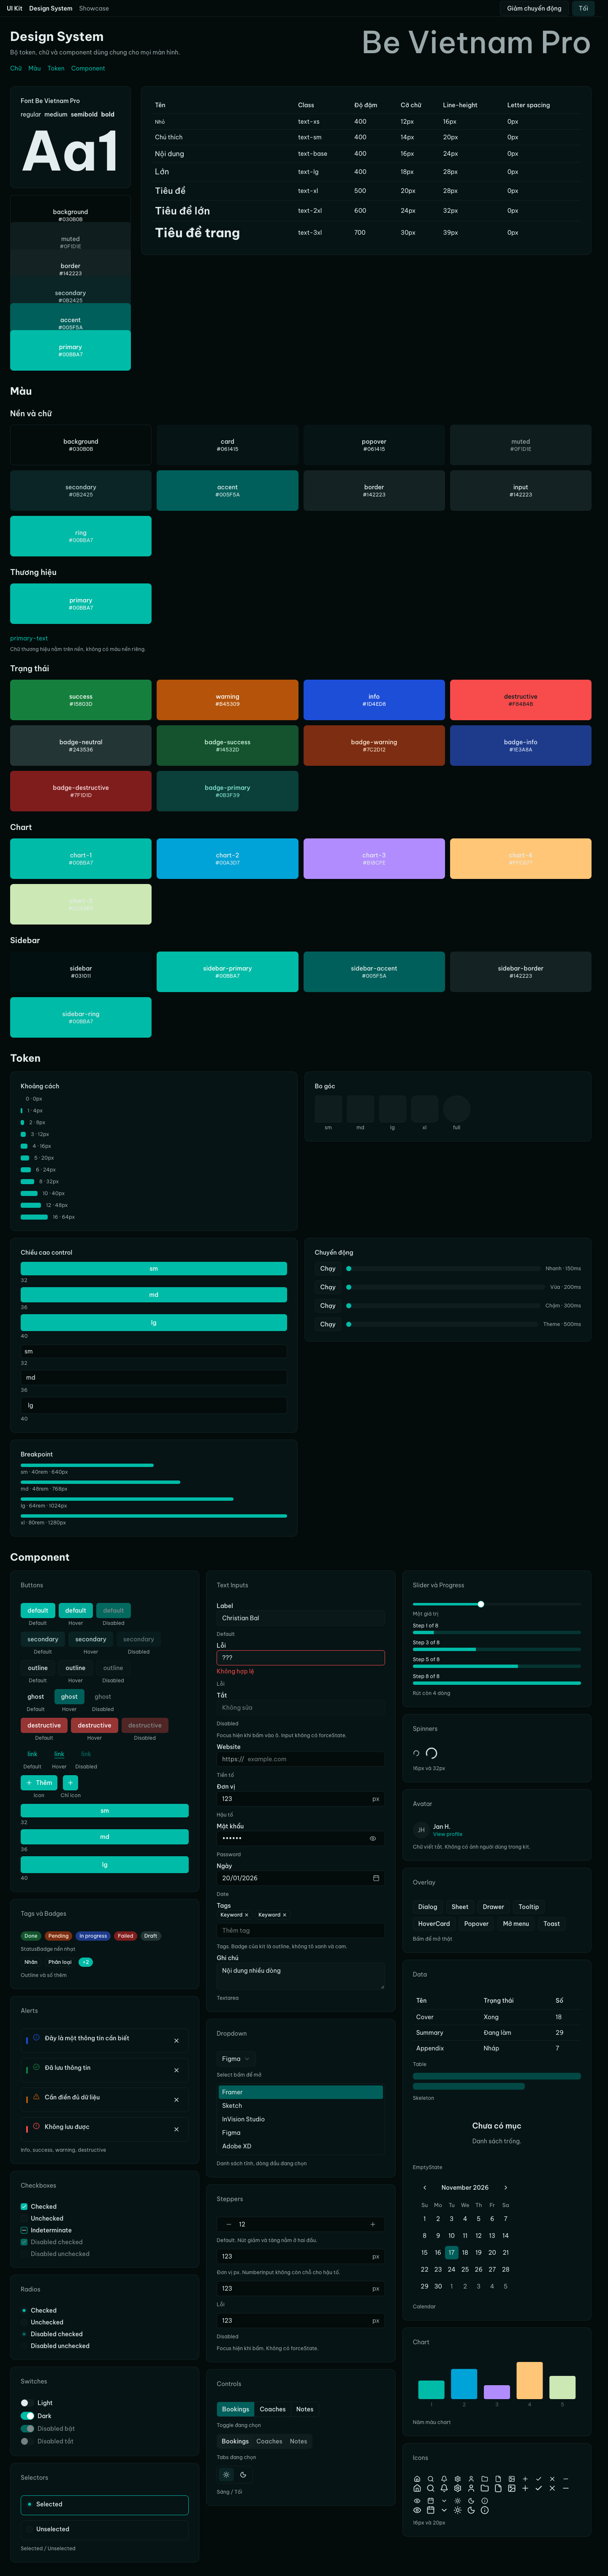 UI Kit Design System Showcase Giảm chuyển động Tối
Design System
Bộ token, chữ và component dùng chung cho mọi màn hình.
Be Vietnam Pro
Chữ Màu Token Component
Font Be Vietnam Pro
regular medium semibold bold
Aa1
Tên Class Độ đậm Cỡ chữ Line-height Letter spacing
Nhỏ text-xs 400 12px 16px 0px
Chú thích text-sm 400 14px 20px 0px
Nội dung text-base 400 16px 24px 0px
Lớn text-lg 400 18px 28px 0px
Tiêu đề text-xl 500 20px 28px 0px
Tiêu đề lớn text-2xl 600 24px 32px 0px
Tiêu đề trang text-3xl 700 30px 39px 0px
background
#030B0B
muted
#0F1D1E
border
#142223
secondary
#0B2425
accent
#005F5A
primary
#00BBA7
Màu
Nền và chữ
background
#030B0B
card
#061415
popover
#061415
muted
#0F1D1E
secondary
#0B2425
accent
#005F5A
border
#142223
input
#142223
ring
#00BBA7
Thương hiệu
primary
#00BBA7
primary-text
Chữ thương hiệu nằm trên nền, không có màu nền riêng.
Trạng thái
success
#15803D
warning
#B45309
info
#1D4ED8
destructive
#FB4B4B
badge-neutral
#243536
badge-success
#14532D
badge-warning
#7C2D12
badge-info
#1E3A8A
badge-destructive
#7F1D1D
badge-primary
#0B3F39
Chart
chart-1
#00BBA7
chart-2
#00A3D7
chart-3
#B18CFE
Sidebar
sidebar
#031011
sidebar-primary
#00BBA7
sidebar-accent
#005F5A
sidebar-border
#142223
sidebar-ring
#00BBA7
Token
Khoảng cách
0 · 0px
1 · 4px
2 · 8px
3 · 12px
4 · 16px
5 · 20px
6 · 24px
8 · 32px
10 · 40px
12 · 48px
16 · 64px
Bo góc
sm md lg xl full
Chiều cao control
sm
32
md
36
lg
40
sm
32
md
36
lg
40
Chuyển động
Chạy Nhanh · 150ms
Chạy Vừa · 200ms
Chạy Chậm · 300ms
Chạy Theme · 500ms
Breakpoint
sm · 40rem · 640px
md · 48rem · 768px
lg · 64rem · 1024px
xl · 80rem · 1280px
Component
Buttons
default default default
Default Hover Disabled
secondary secondary secondary
Default Hover Disabled
outline outline outline
Default Hover Disabled
ghost ghost ghost
Default Hover Disabled
destructive destructive destructive
Default Hover Disabled
link link link
Default Hover Disabled
Thêm
Icon Chỉ icon
sm
32
md
36
lg
40
Tags và Badges
Done Pending In progress Failed Draft
StatusBadge nền nhạt
Nhãn Phân loại +2
Outline và số thêm
Alerts
Đây là một thông tin cần biết
Đã lưu thông tin
Cần điền đủ dữ liệu
Không lưu được
Info, success, warning, destructive
Checkboxes
Checked
Unchecked
Indeterminate
Disabled checked
Disabled unchecked
Radios
Checked
Unchecked
Disabled checked
Disabled unchecked
Switches
Light
Dark
Disabled bật
Disabled tắt
Selectors
Selected
Unselected
Selected / Unselected
Text Inputs
Label
Christian Bal
Default
Lỗi
???
Không hợp lệ
Lỗi
Tắt
Không sửa
Disabled
Focus hiện khi bấm vào ô. Input không có forceState.
Website
https:// example.com
Tiền tố
Đơn vị
123 px
Hậu tố
Mật khẩu
••••••
Password
Ngày
20/01/2026
Date
Tags
Keyword Keyword
Thêm tag
Tags. Badge của kit là outline, không tô xanh và cam.
Ghi chú
Nội dung nhiều dòng
Textarea
Dropdown
Figma
Select bấm để mở
Framer
Sketch
InVision Studio
Figma
Adobe XD
Danh sách tĩnh, dòng đầu đang chọn
Steppers
12
Default. Nút giảm và tăng nằm ở hai đầu.
123 px
Đơn vị px. NumberInput không còn chỗ cho hậu tố.
123 px
Lỗi
123 px
Disabled
Focus hiện khi bấm. Không có forceState.
Controls
Bookings Coaches Notes
Toggle đang chọn
Bookings Coaches Notes
Tabs đang chọn
Sáng / Tối
Slider và Progress
Một giá trị
Step 1 of 8
Step 3 of 8
Step 5 of 8
Step 8 of 8
Rút còn 4 dòng
Spinners
16px và 32px
Avatar
JH
Jan H.
View profile
Chữ viết tắt. Không có ảnh người dùng trong kit.
Overlay
Dialog Sheet Drawer Tooltip
HoverCard Popover Mở menu Toast
Bấm để mở thật
Data
Tên Trạng thái Số
Cover Xong 18
Summary Đang làm 29
Appendix Nháp 7
Table
Skeleton
Chưa có mục
Danh sách trống.
EmptyState
November 2026
Su Mo Tu We Th Fr Sa
1 2 3 4 5 6 7
8 9 10 11 12 13 14
15 16 17 18 19 20 21
22 23 24 25 26 27 28
29 30 1 2 3 4 5
Calendar
Chart
1 2 3 4 5
Năm màu chart
Icons
16px và 20px